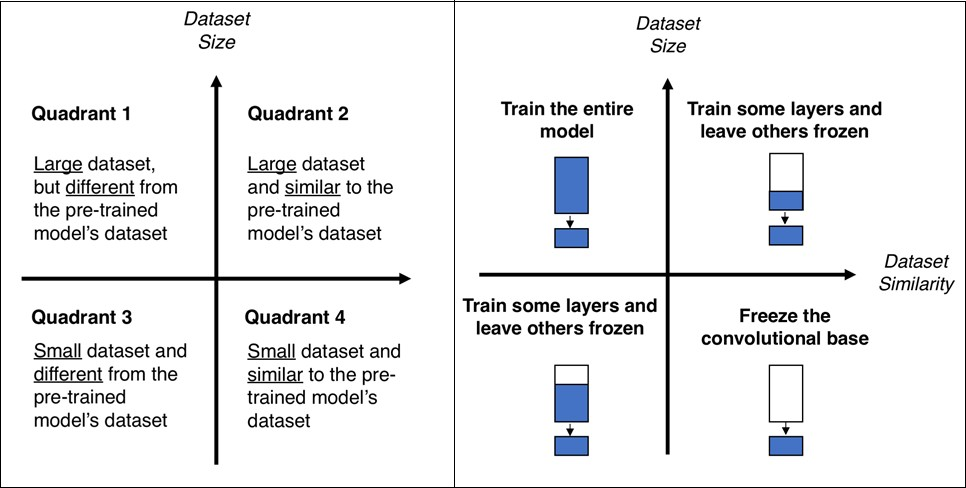 Dataset
Size
Quadrant 1
Large dataset,
but different from
the pre-trained
model's dataset
Quadrant 2
Large dataset
and similar to the
pre-trained
model's dataset
Quadrant 3
Small dataset and
different from the
pre-trained
model's dataset
Quadrant 4
Small dataset and
similar to the pre-
trained model's
dataset
Dataset
Size
Train the entire
model
Train some layers and
leave others frozen
Dataset
Similarity
Train some layers and
leave others frozen
Freeze the
convolutional base